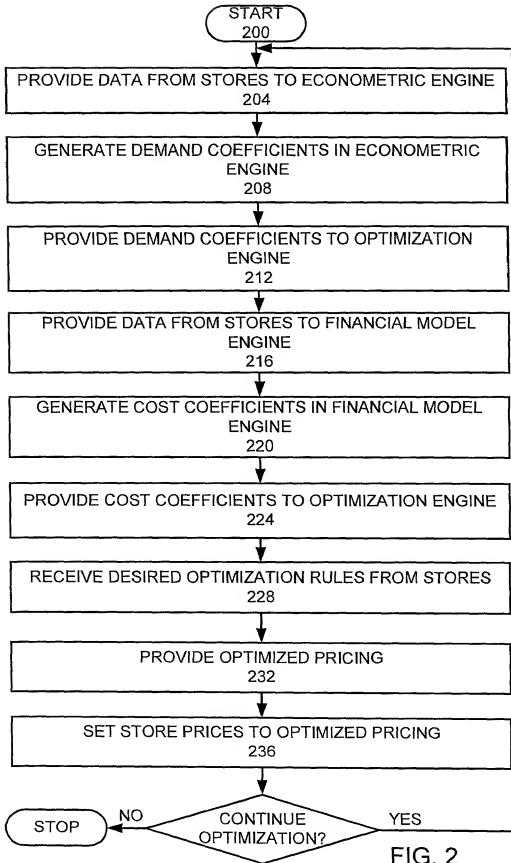 START
200
PROVIDE DATA FROM STORES TO ECONOMETRIC ENGINE
204
GENERATE DEMAND COEFFICIENTS IN ECONOMETRIC
ENGINE
208
PROVIDE DEMAND COEFFICIENTS TO OPTIMIZATION
ENGINE
212
PROVIDE DATA FROM STORES TO FINANCIAL MODEL
ENGINE
216
GENERATE COST COEFFICIENTS IN FINANCIAL MODEL
ENGINE
220
PROVIDE COST COEFFICIENTS TO OPTIMIZATION ENGINE
224
RECEIVE DESIRED OPTIMIZATION RULES FROM STORES
228
PROVIDE OPTIMIZED PRICING
232
SET STORE PRICES TO OPTIMIZED PRICING
236
STOP
NO
CONTINUE
OPTIMIZATION?
YES
FIG. 2